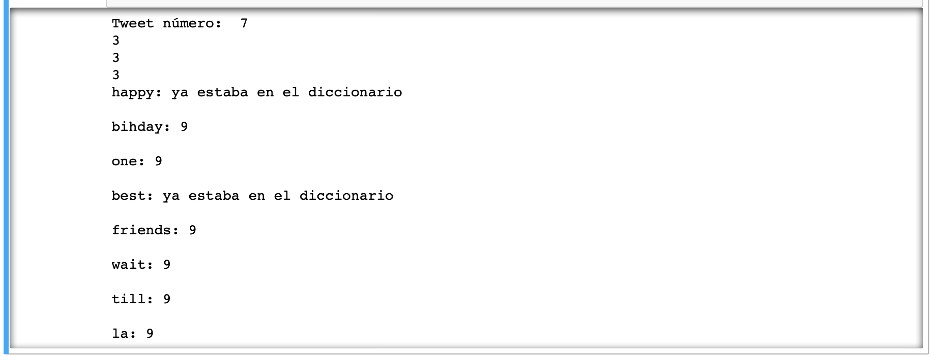 Tweet número:  7
3
3
3
happy: ya estaba en el diccionario
bihday: 9
one: 9
best: ya estaba en el diccionario
friends: 9
wait: 9
till: 9
la: 9